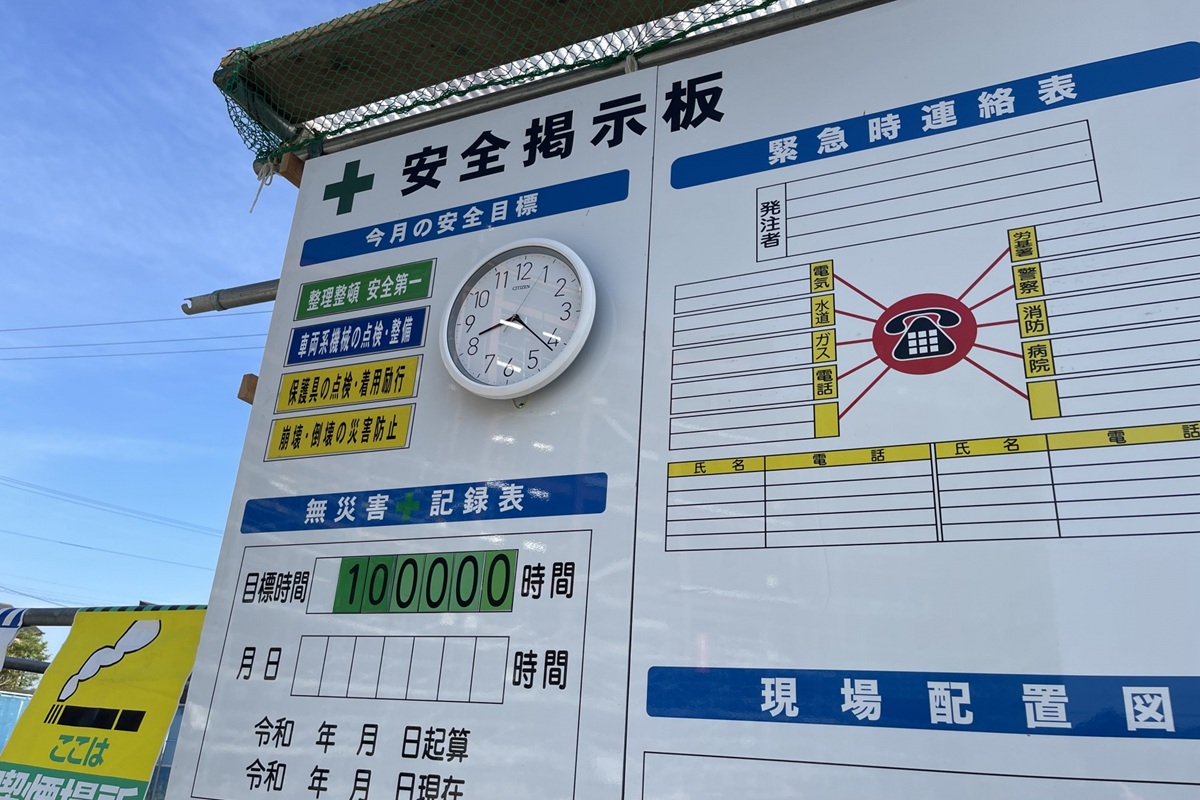 安全掲示板
今月の安全目標
整理整頓 安全第一
車両系機械の点検・整備
保護具の点検・着用励行
崩壊・倒壊の災害防止
12
1
2
3
4
5
6
7
8
9
10
11
CITIZEN
無災害 記録表
目標時間 100000 時間
月日 時間
令和 年 月 日起算
令和 年 月 日現在
緊急時連絡表
発注者
電気
水道
ガス
電話
労基署
警察
消防
病院
氏名 電話 氏名 電話
現場配置図
ここは
喫煙場所